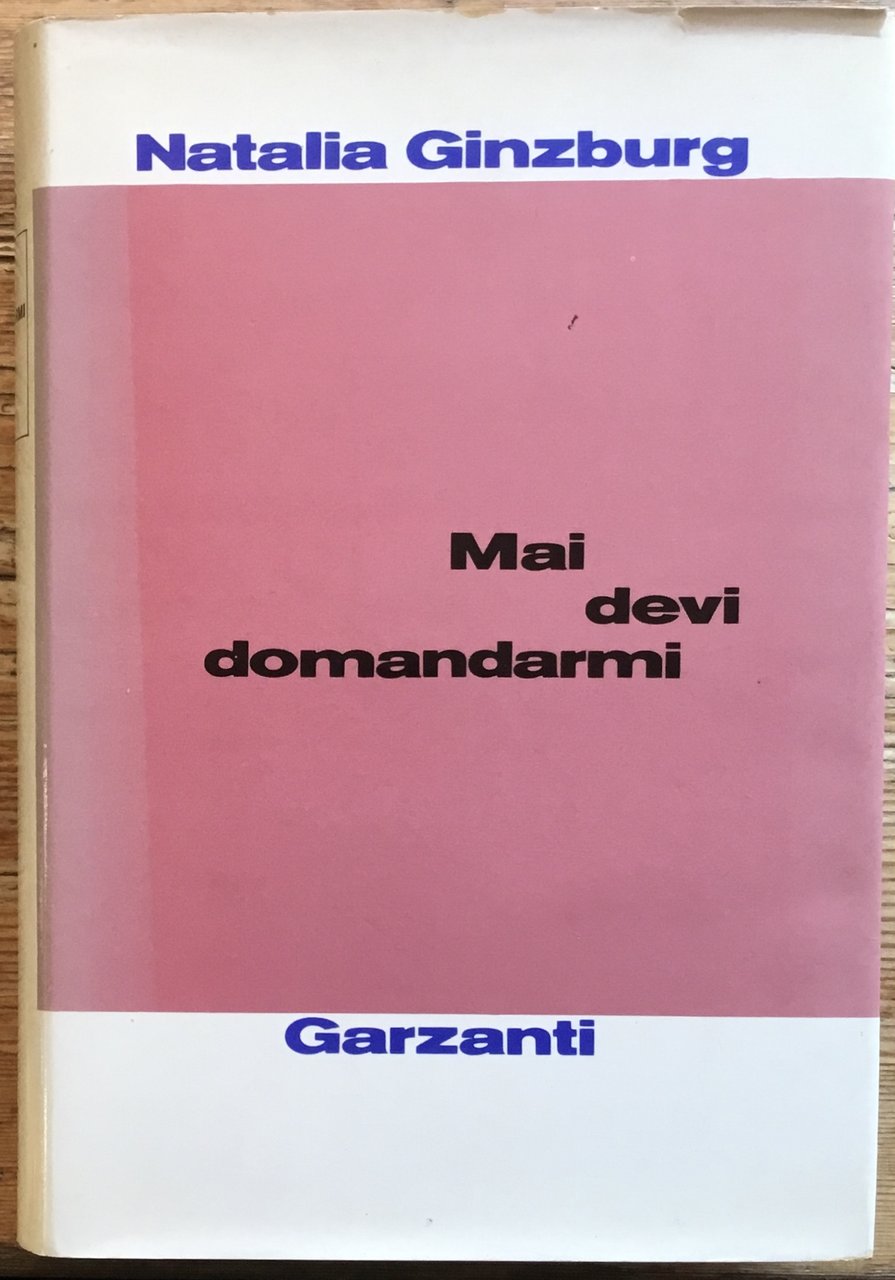 Natalia Ginzburg
Mai
devi
domandarmi
Garzanti